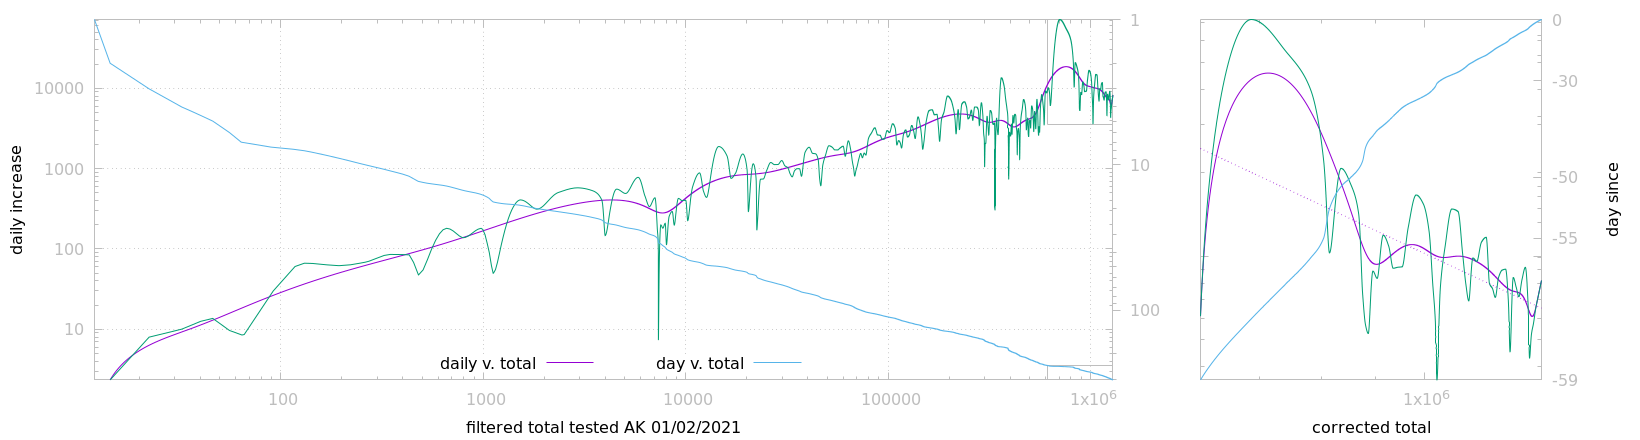 daily increase
10000
1000
100
10
100
1000
10000
100000
1x10⁶
1
10
100
daily v. total
day v. total
filtered total tested AK 01/02/2021
0
-30
-50
-55
-59
day since
1x10⁶
corrected total